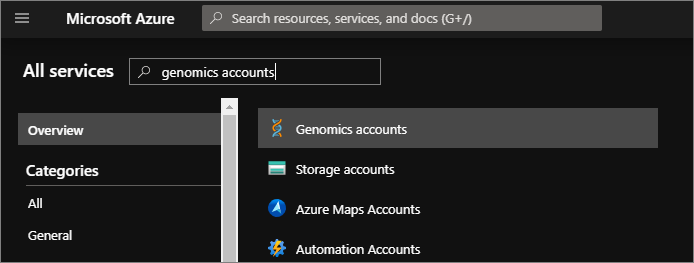 Microsoft Azure
Search resources, services, and docs (G+/)
All services
genomics accounts
Overview
Categories
All
General
Genomics accounts
Storage accounts
Azure Maps Accounts
Automation Accounts